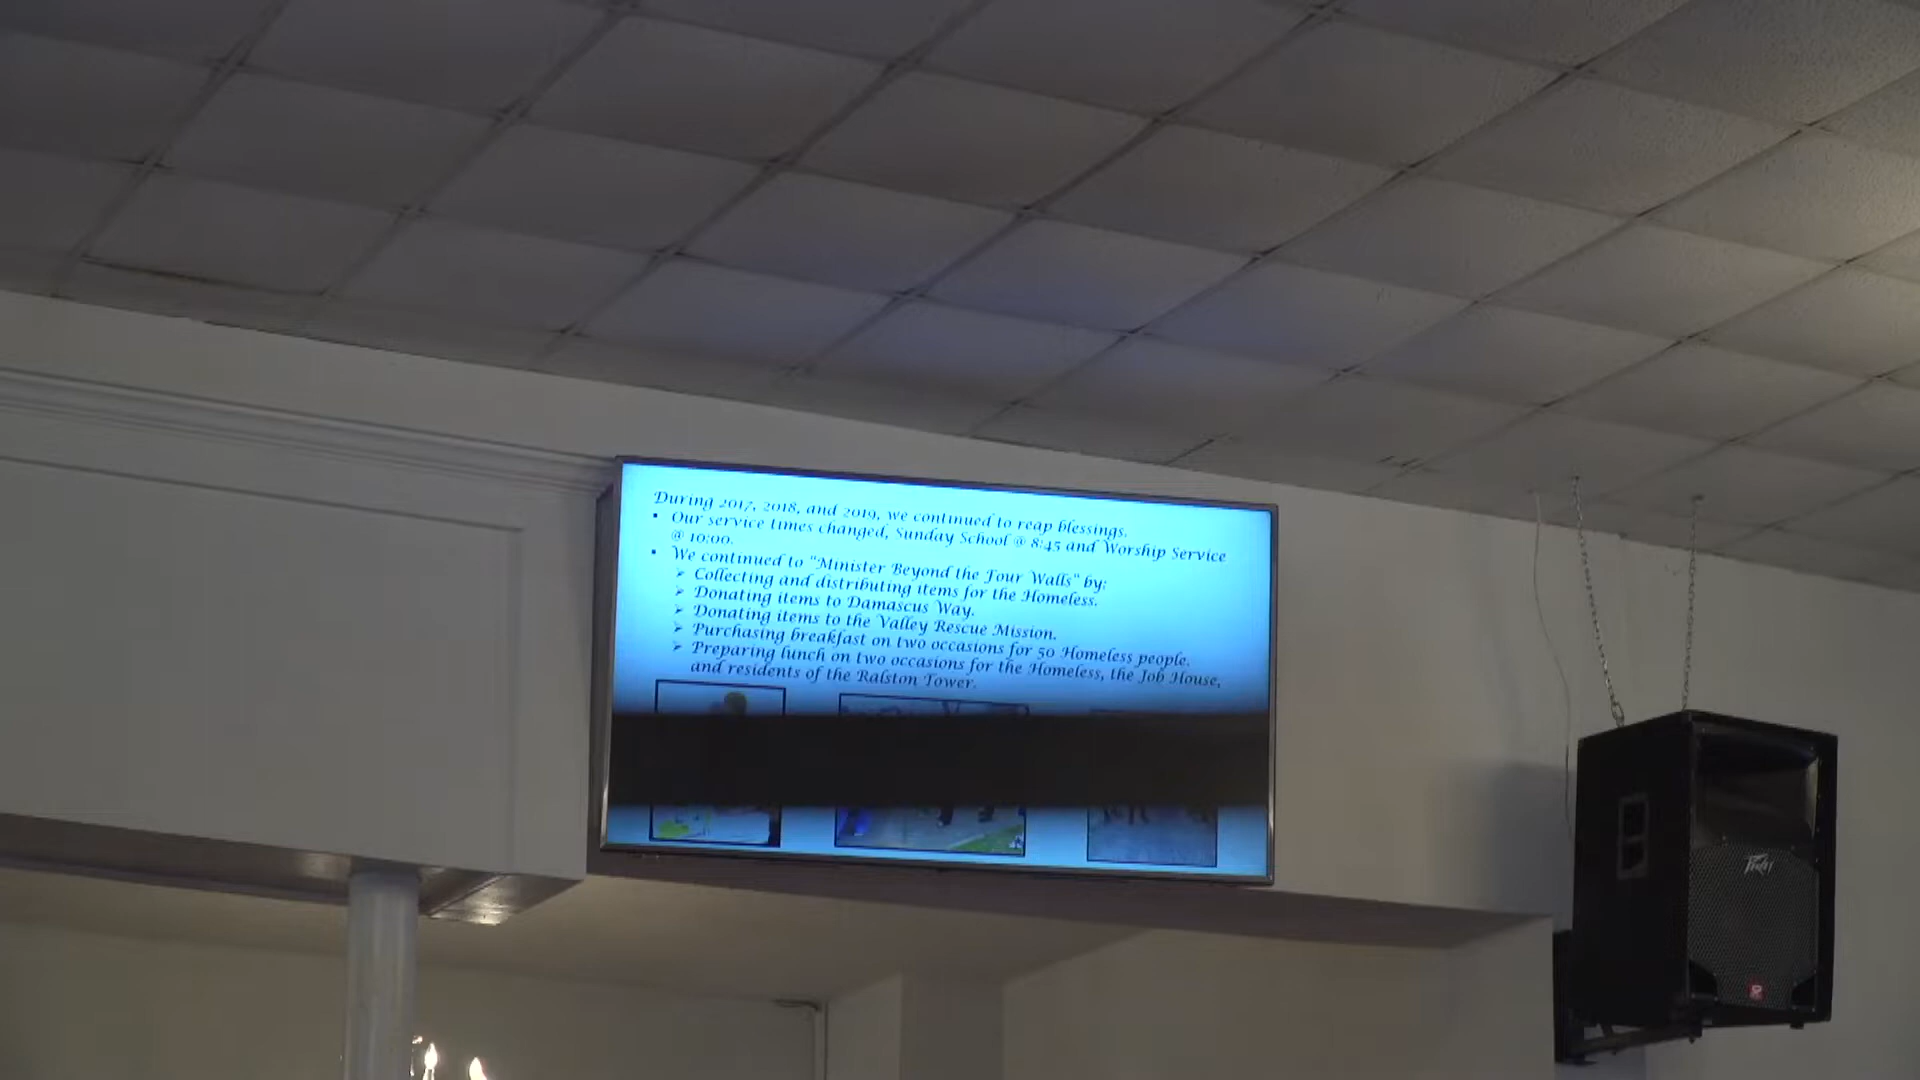 During 2017, 2018, and 2019, we continued to reap blessings.
• Our service times changed, Sunday School @ 8:45 and Worship Service
@ 10:00.
• We continued to "Minister Beyond the Four Walls" by:
➢ Collecting and distributing items for the Homeless.
➢ Donating items to Damascus Way.
➢ Donating items to the Valley Rescue Mission.
➢ Purchasing breakfast on two occasions for 50 Homeless people.
➢ Preparing lunch on two occasions for the Homeless, the Job House,
and residents of the Ralston Tower.
Peavey